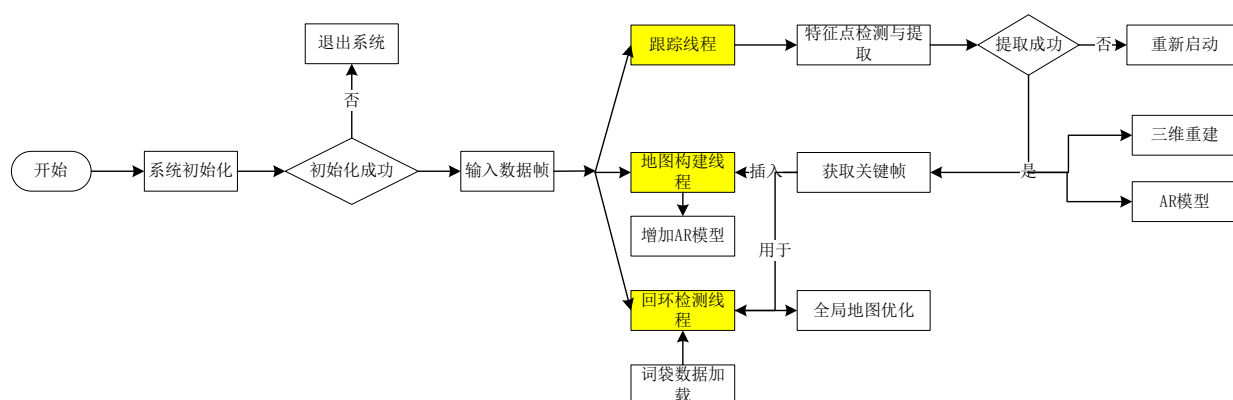 退出系统
否
开始
系统初始化
初始化成功
输入数据帧
跟踪线程
特征点检测与提
取
提取成功
否
重新启动
地图构建线
程
插入
获取关键帧
是
三维重建
AR模型
增加AR模型
用于
回环检测线
程
全局地图优化
词袋数据加
载